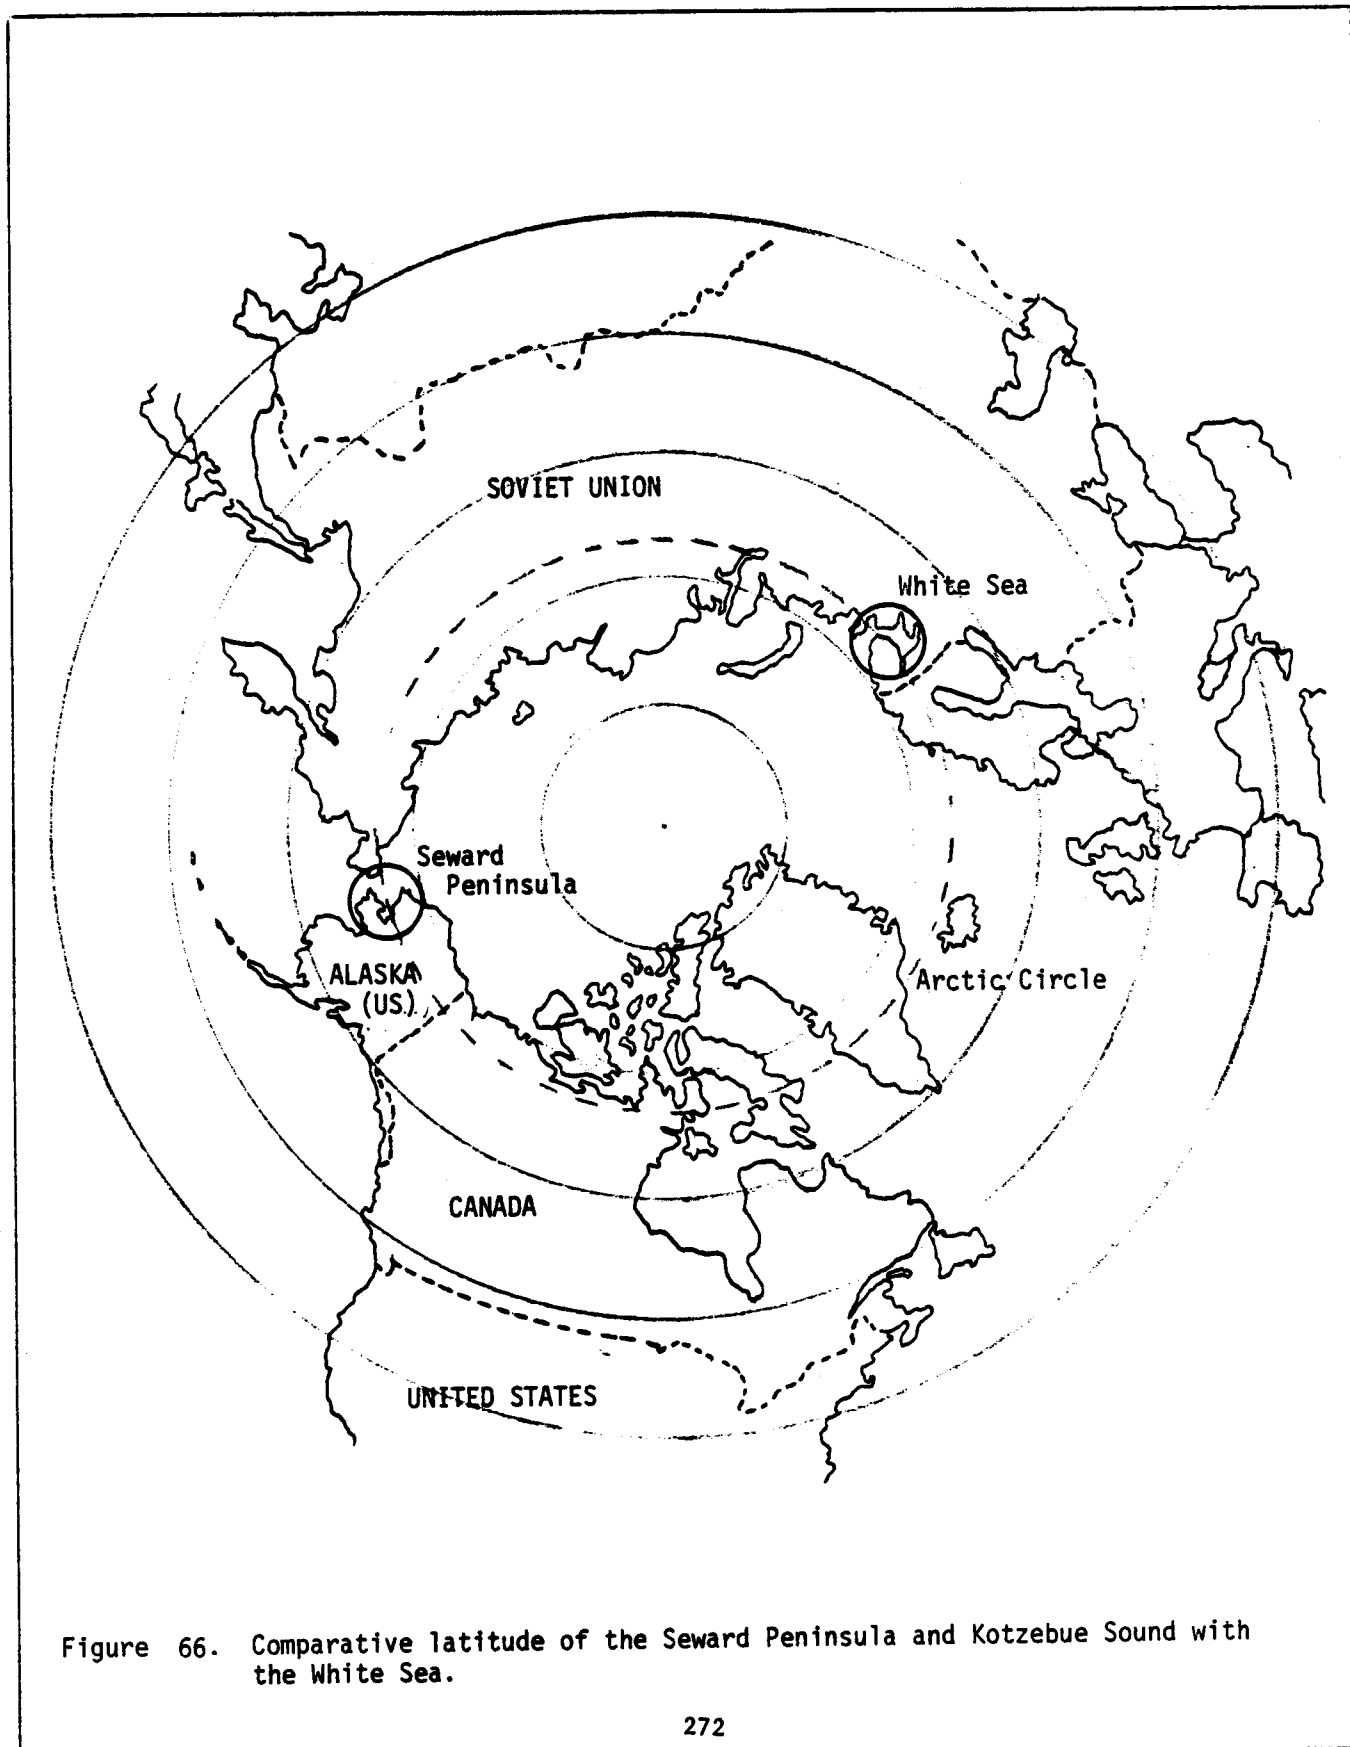 SOVIET UNION
White Sea
Seward
Peninsula
ALASKA
(US)
Arctic Circle
CANADA
UNITED STATES
Figure 66. Comparative latitude of the Seward Peninsula and Kotzebue Sound with
the White Sea.
272